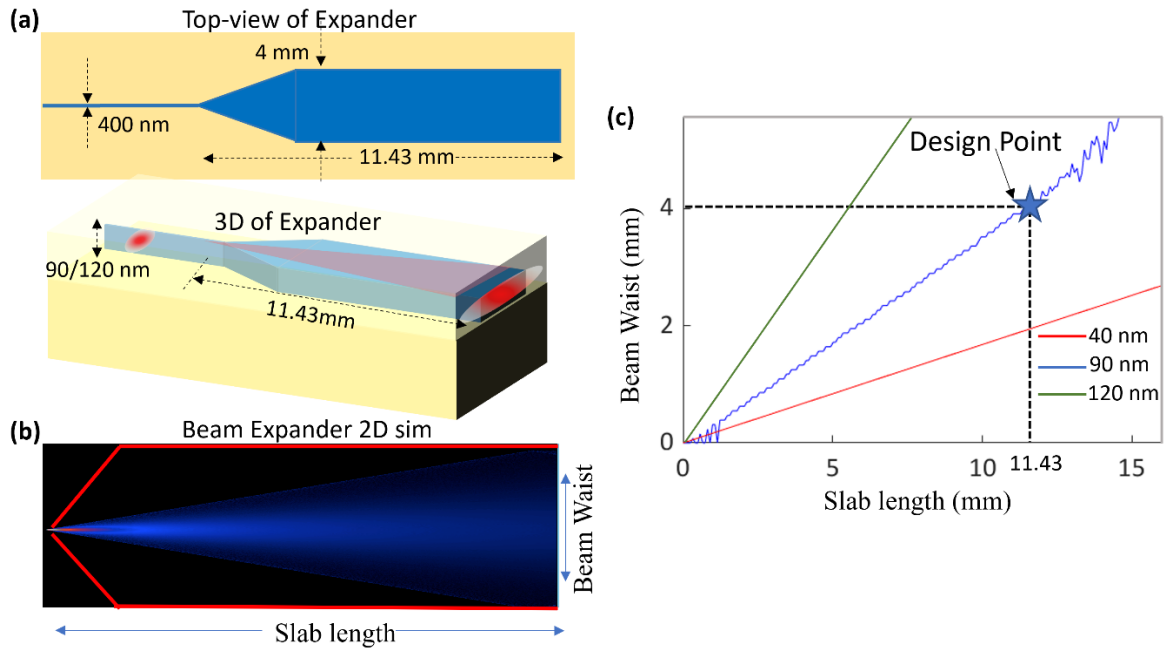 (a)
Top-view of Expander
4 mm
400 nm
11.43 mm
3D of Expander
90/120 nm
11.43mm
(b)
Beam Expander 2D sim
Beam Waist
Slab length
(c)
Design Point
Beam Waist (mm)
4
2
0
40 nm
90 nm
120 nm
0
5
10
11.43
15
Slab length (mm)